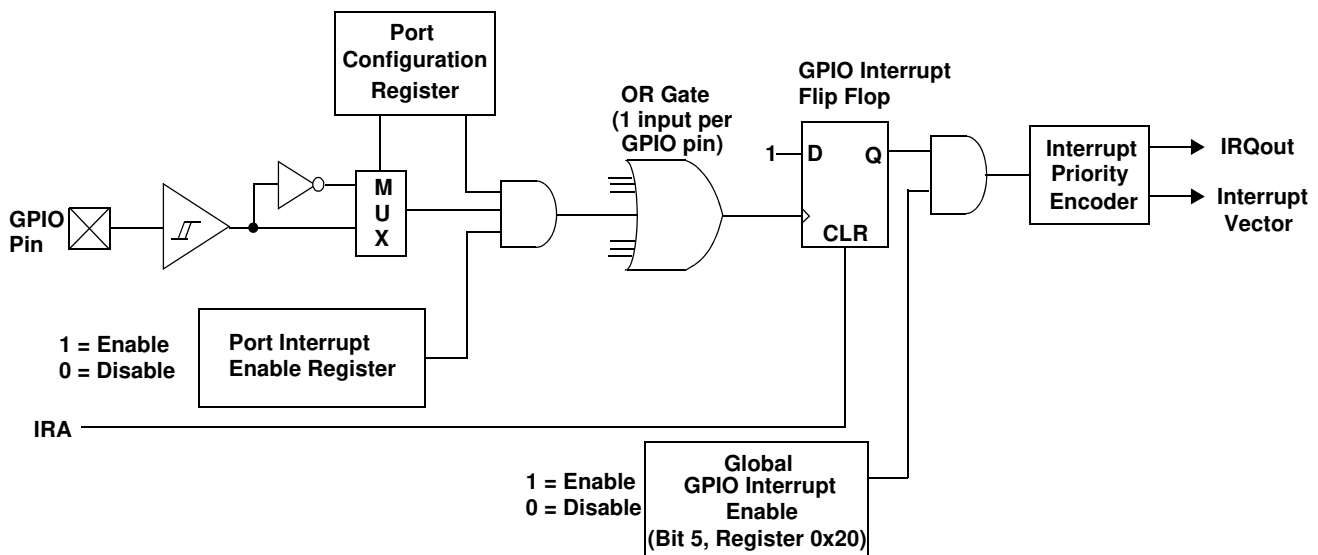 Port
Configuration
Register
GPIO Interrupt
Flip Flop
OR Gate
(1 input per
GPIO pin)
1
D
Q
CLR
Interrupt
Priority
Encoder
IRQout
Interrupt
Vector
M
U
X
GPIO
Pin
1 = Enable
0 = Disable
Port Interrupt
Enable Register
IRA
1 = Enable
0 = Disable
Global
GPIO Interrupt
Enable
(Bit 5, Register 0x20)